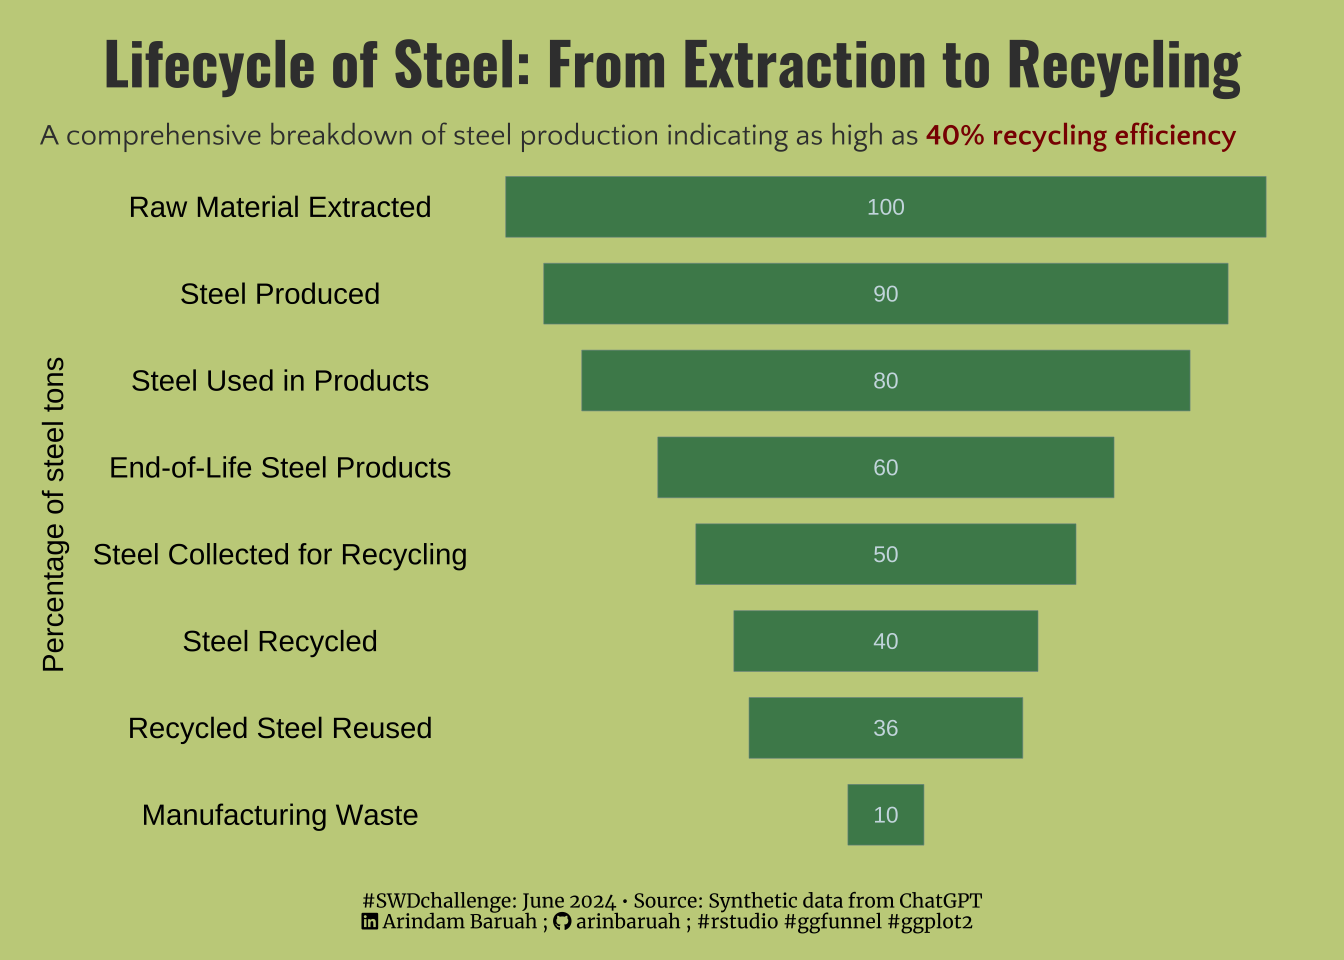 Lifecycle of Steel: From Extraction to Recycling
A comprehensive breakdown of steel production indicating as high as 40% recycling efficiency
Percentage of steel tons
Raw Material Extracted 100
Steel Produced 90
Steel Used in Products 80
End-of-Life Steel Products 60
Steel Collected for Recycling 50
Steel Recycled 40
Recycled Steel Reused 36
Manufacturing Waste 10
#SWDchallenge: June 2024 • Source: Synthetic data from ChatGPT
in Arindam Baruah ; arinbaruah ; #rstudio #ggfunnel #ggplot2